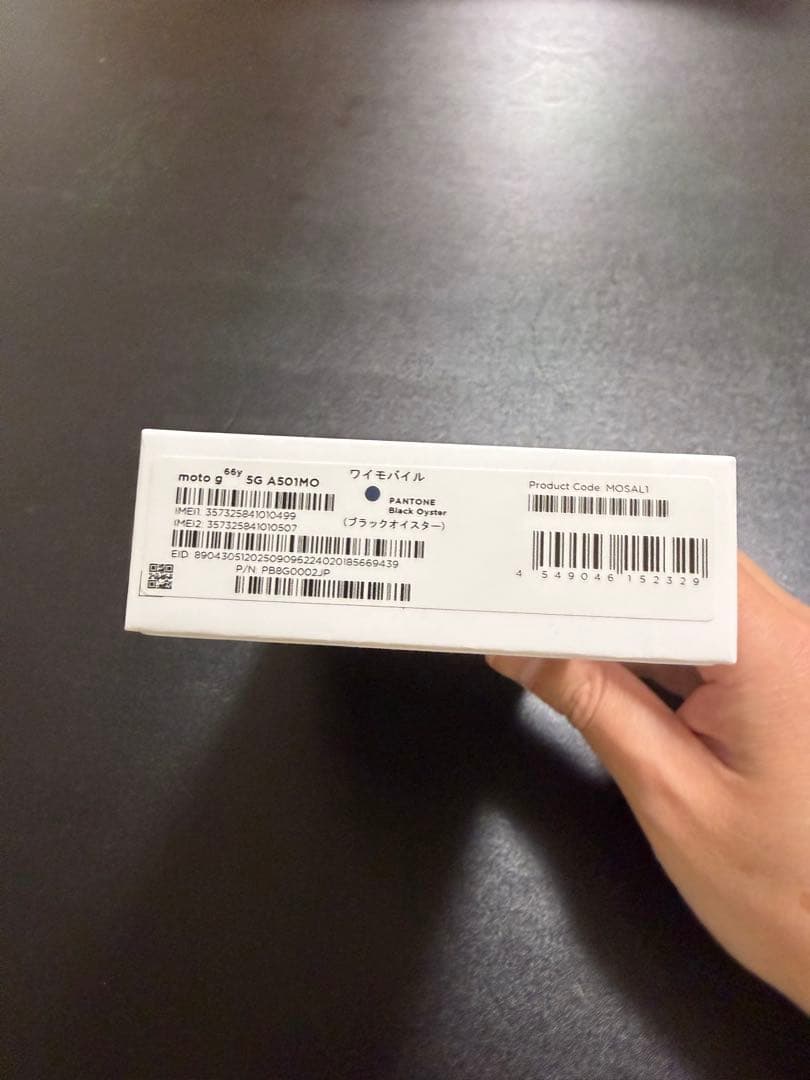 moto g 66y 5G A501MO
IMEI1: 357325841010499
IMEI2: 357325841010507
EID: 89043051202509096224020185669439
P/N: PB8G0002JP
ワイモバイル
PANTONE
Black Oyster
(ブラックオイスター)
Product Code: MOSAL1
4 549046 152329